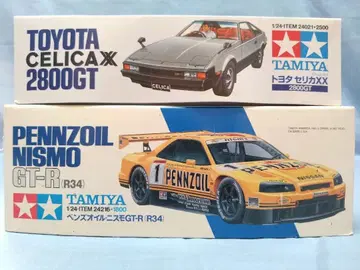 TOYOTA
CELICA XX
2800GT
CELICA
1/24・ITEM 24021・2500
TAMIYA
トヨタ セリカXX
2800GT
PENNZOIL
NISMO
GT-R (R34)
TAMIYA
1/24・ITEM 24216・1800
ペンズオイル ニスモGT-R (R34)
1
PENNZOIL
NISSAN